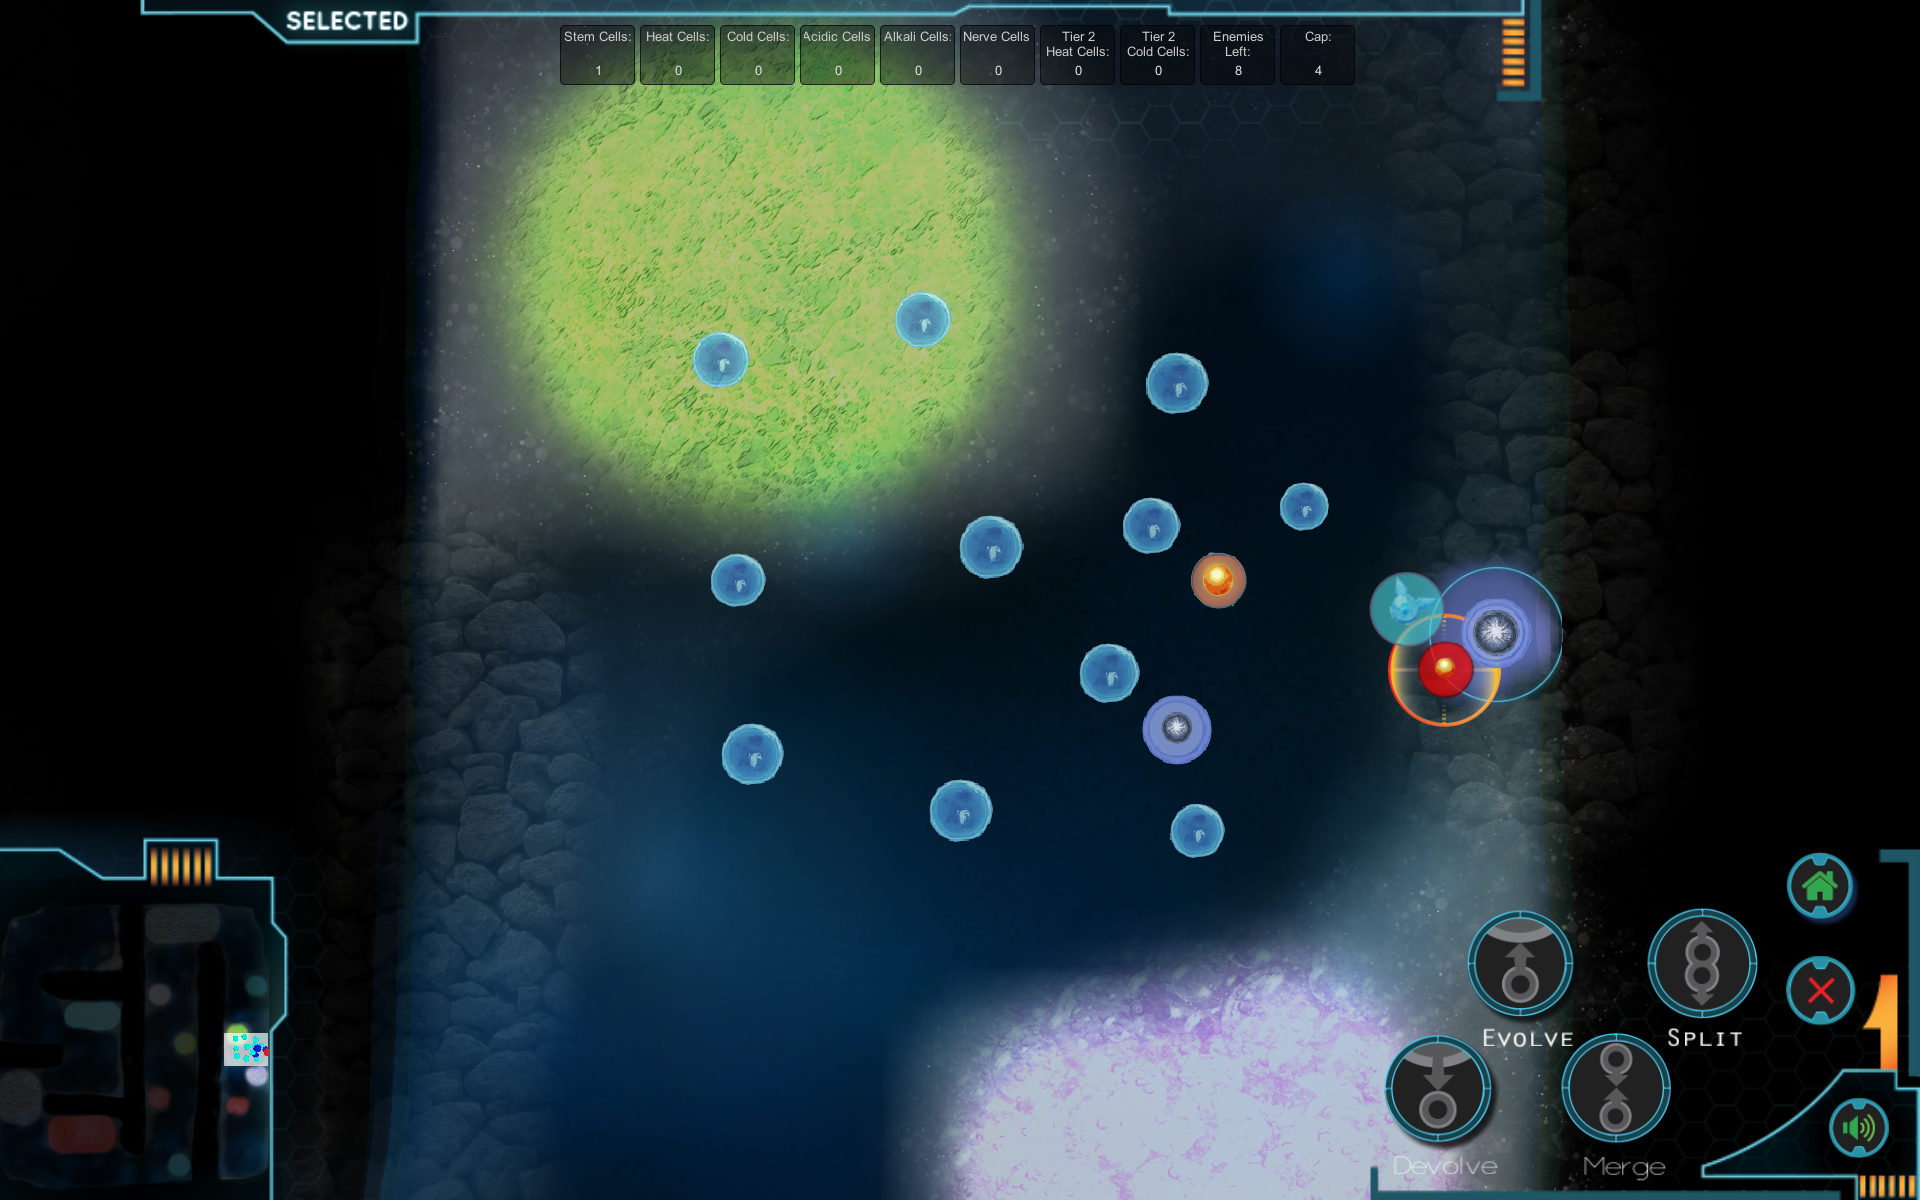 SELECTED
Stem Cells:
1
Heat Cells:
0
Cold Cells:
0
Acidic Cells
0
Alkali Cells:
0
Nerve Cells
0
Tier 2
Heat Cells:
0
Tier 2
Cold Cells:
0
Enemies
Left:
8
Cap:
4
EVOLVE
SPLIT
Devolve
Merge